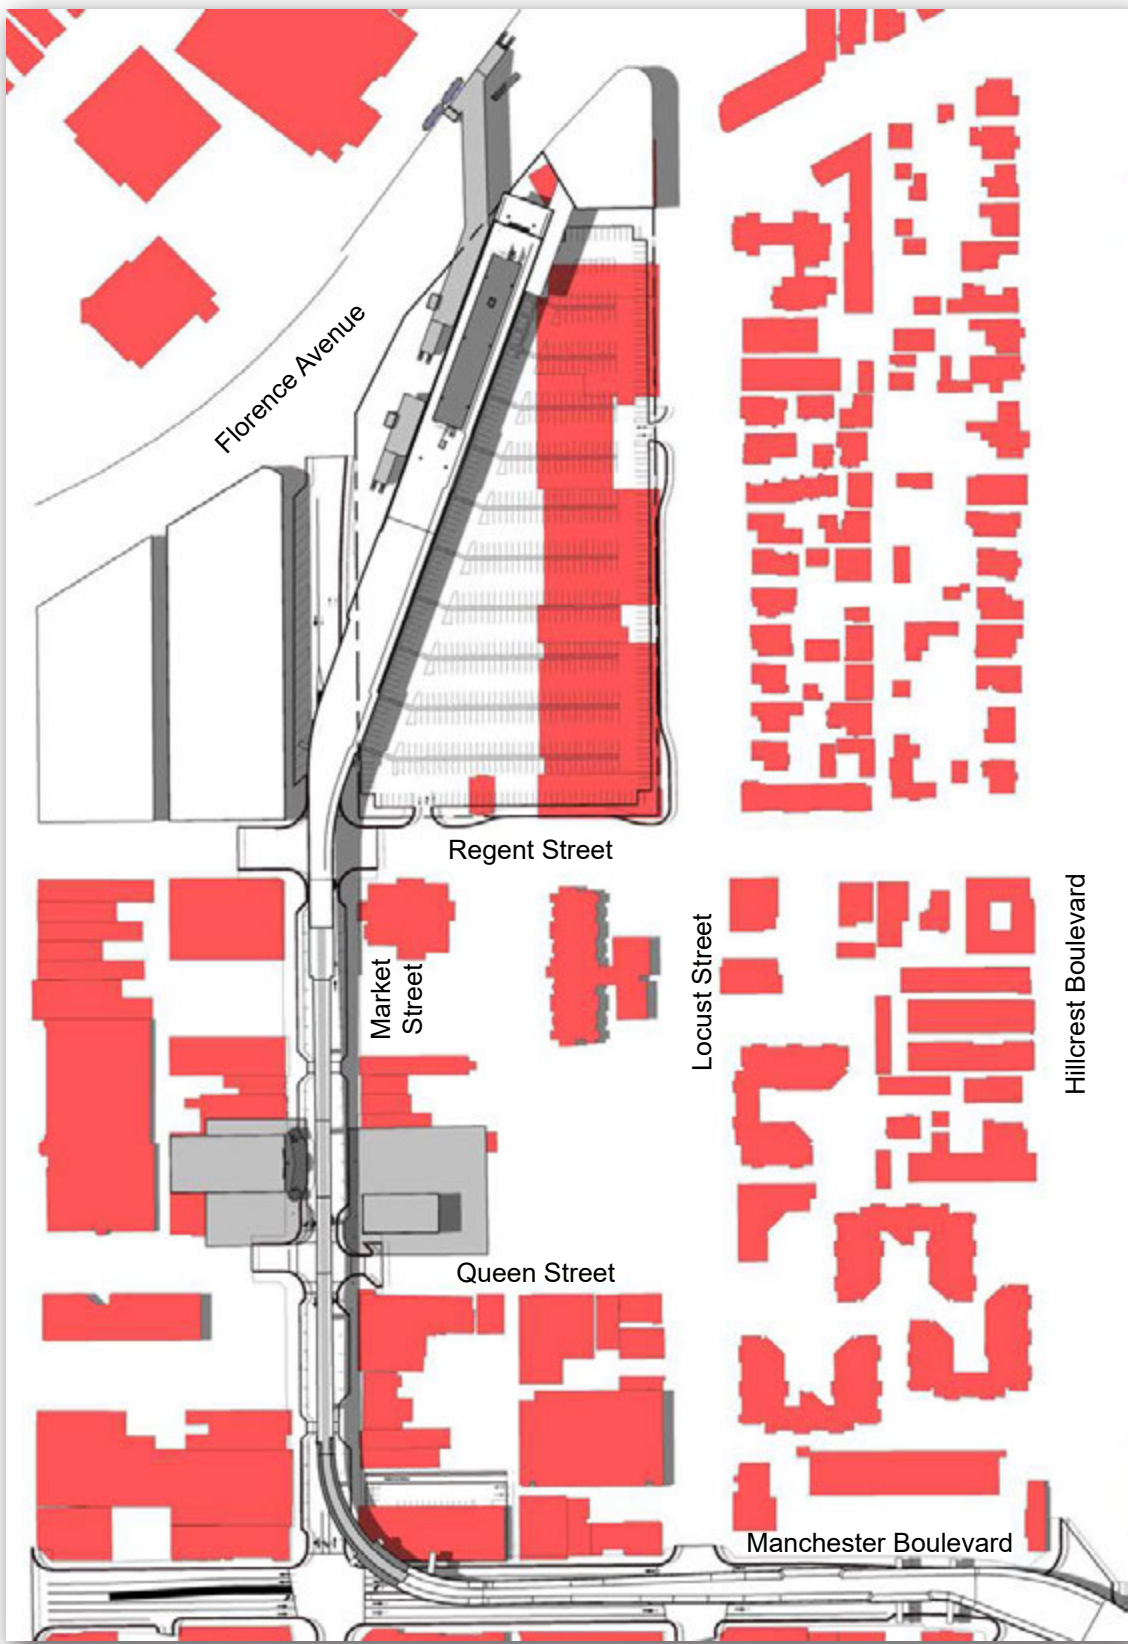 Florence Avenue
Regent Street
Market
Street
Locust Street
Hillcrest Boulevard
Queen Street
Manchester Boulevard